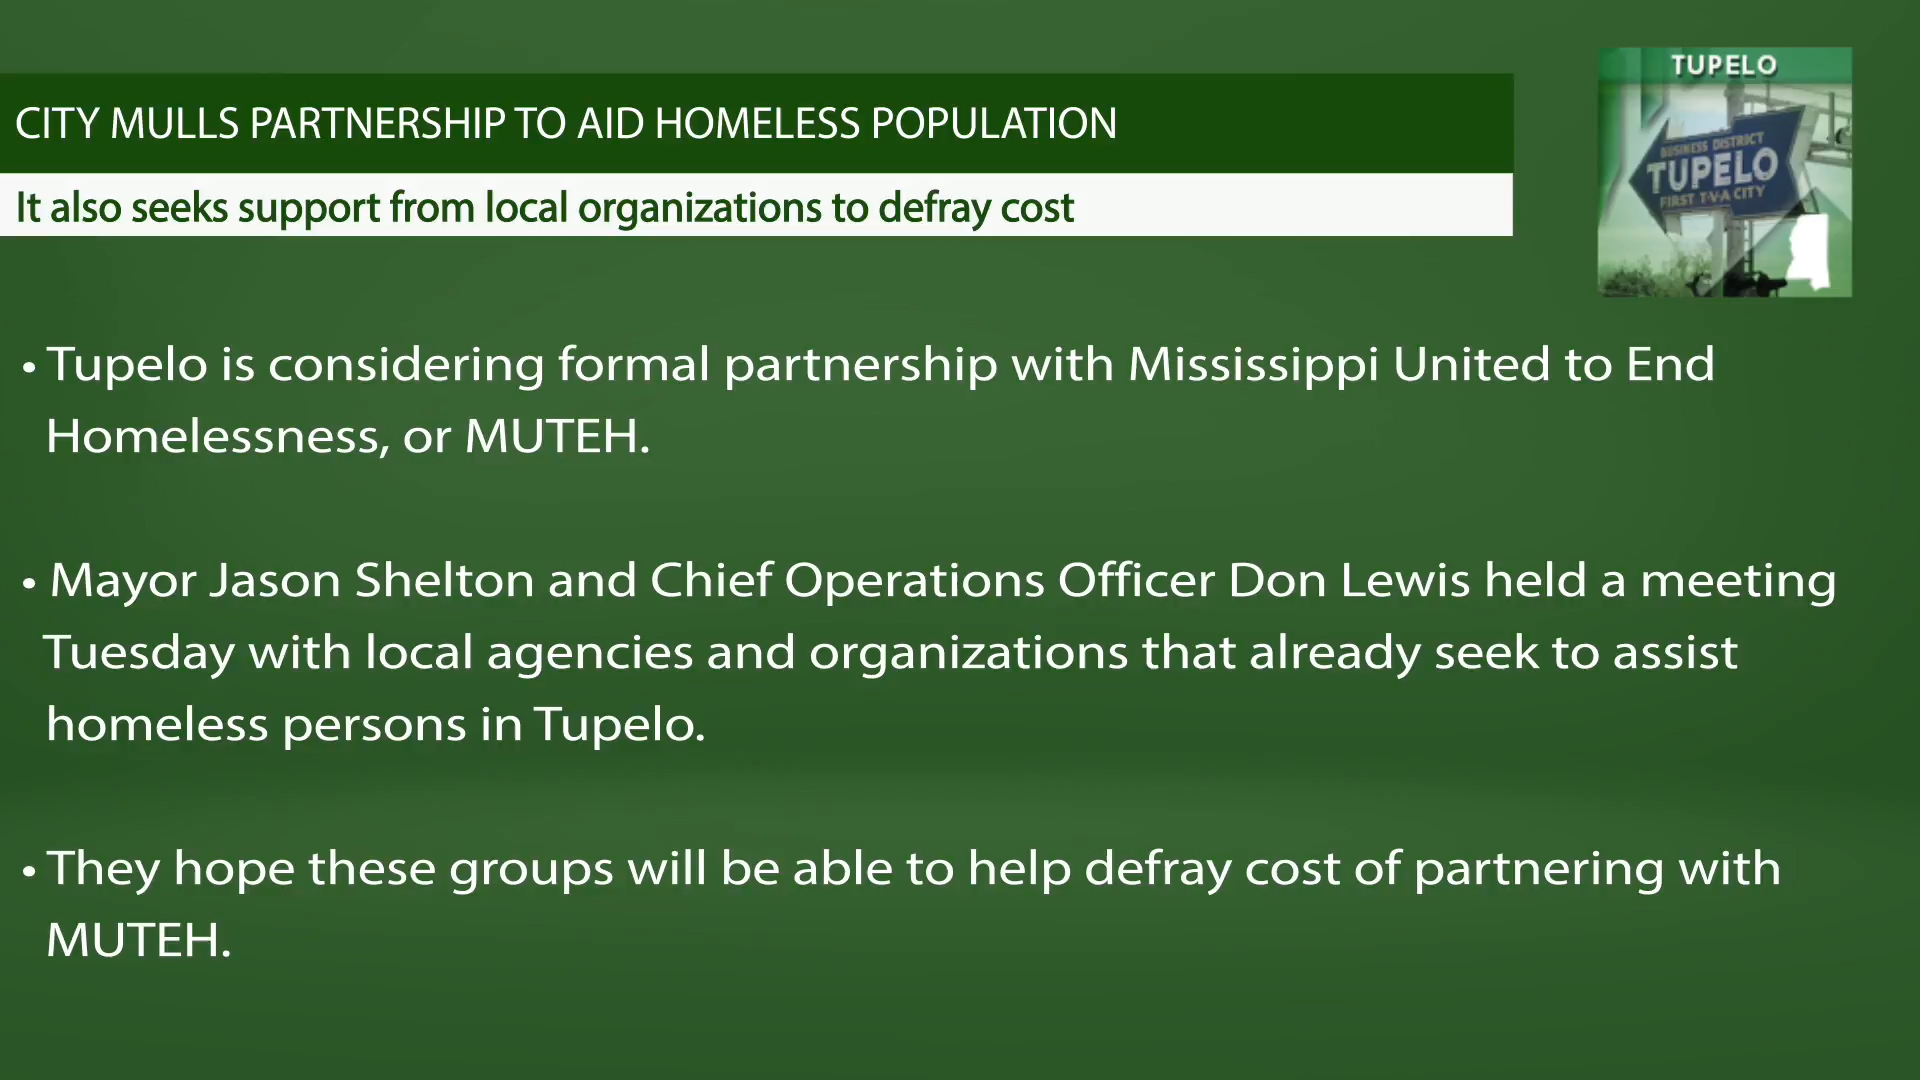 TUPELO
CITY MULLS PARTNERSHIP TO AID HOMELESS POPULATION
It also seeks support from local organizations to defray cost
BUSINESS DISTRICT
TUPELO
FIRST TVA CITY
• Tupelo is considering formal partnership with Mississippi United to End
Homelessness, or MUTEH.
• Mayor Jason Shelton and Chief Operations Officer Don Lewis held a meeting
Tuesday with local agencies and organizations that already seek to assist
homeless persons in Tupelo.
• They hope these groups will be able to help defray cost of partnering with
MUTEH.